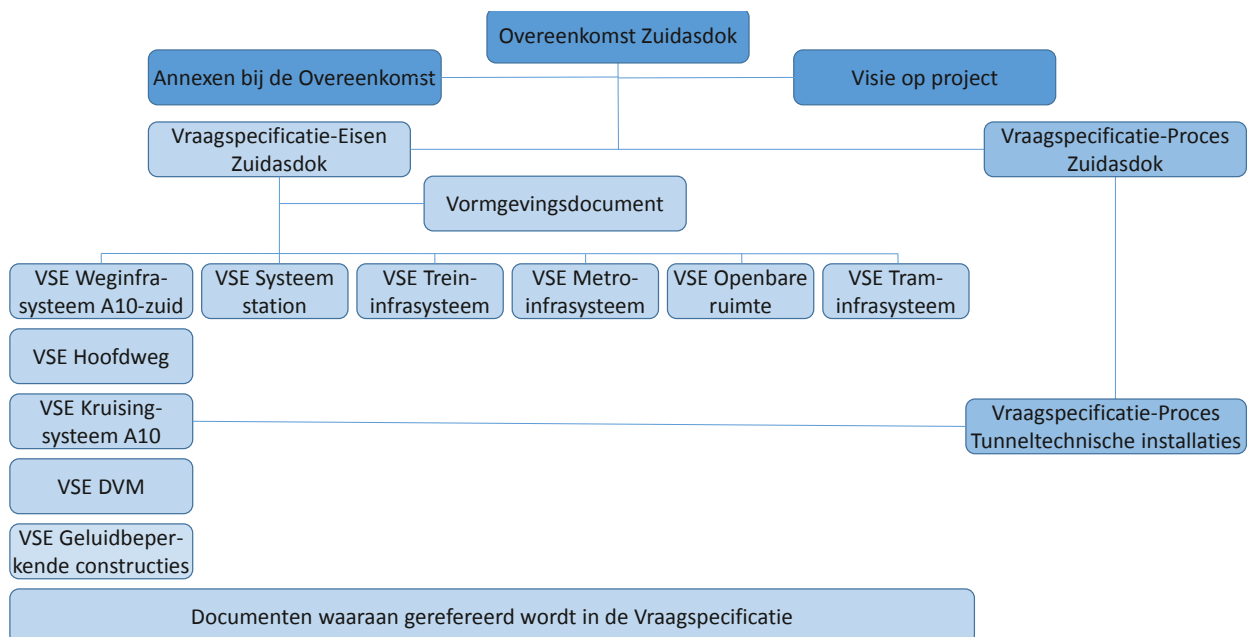 Overeenkomst Zuidasdok
Annexen bij de Overeenkomst
Visie op project
Vraagspecificatie-Eisen
Zuidasdok
Vraagspecificatie-Proces
Zuidasdok
Vormgevingsdocument
VSE Weginfra-
systeem A10-zuid
VSE Systeem
station
VSE Trein-
infrasysteem
VSE Metro-
infrasysteem
VSE Openbare
ruimte
VSE Tram-
infrasysteem
VSE Hoofdweg
VSE Kruising-
systeem A10
Vraagspecificatie-Proces
Tunneltechnische installaties
VSE DVM
VSE Geluidbeper-
kende constructies
Documenten waaraan gerefereerd wordt in de Vraagspecificatie